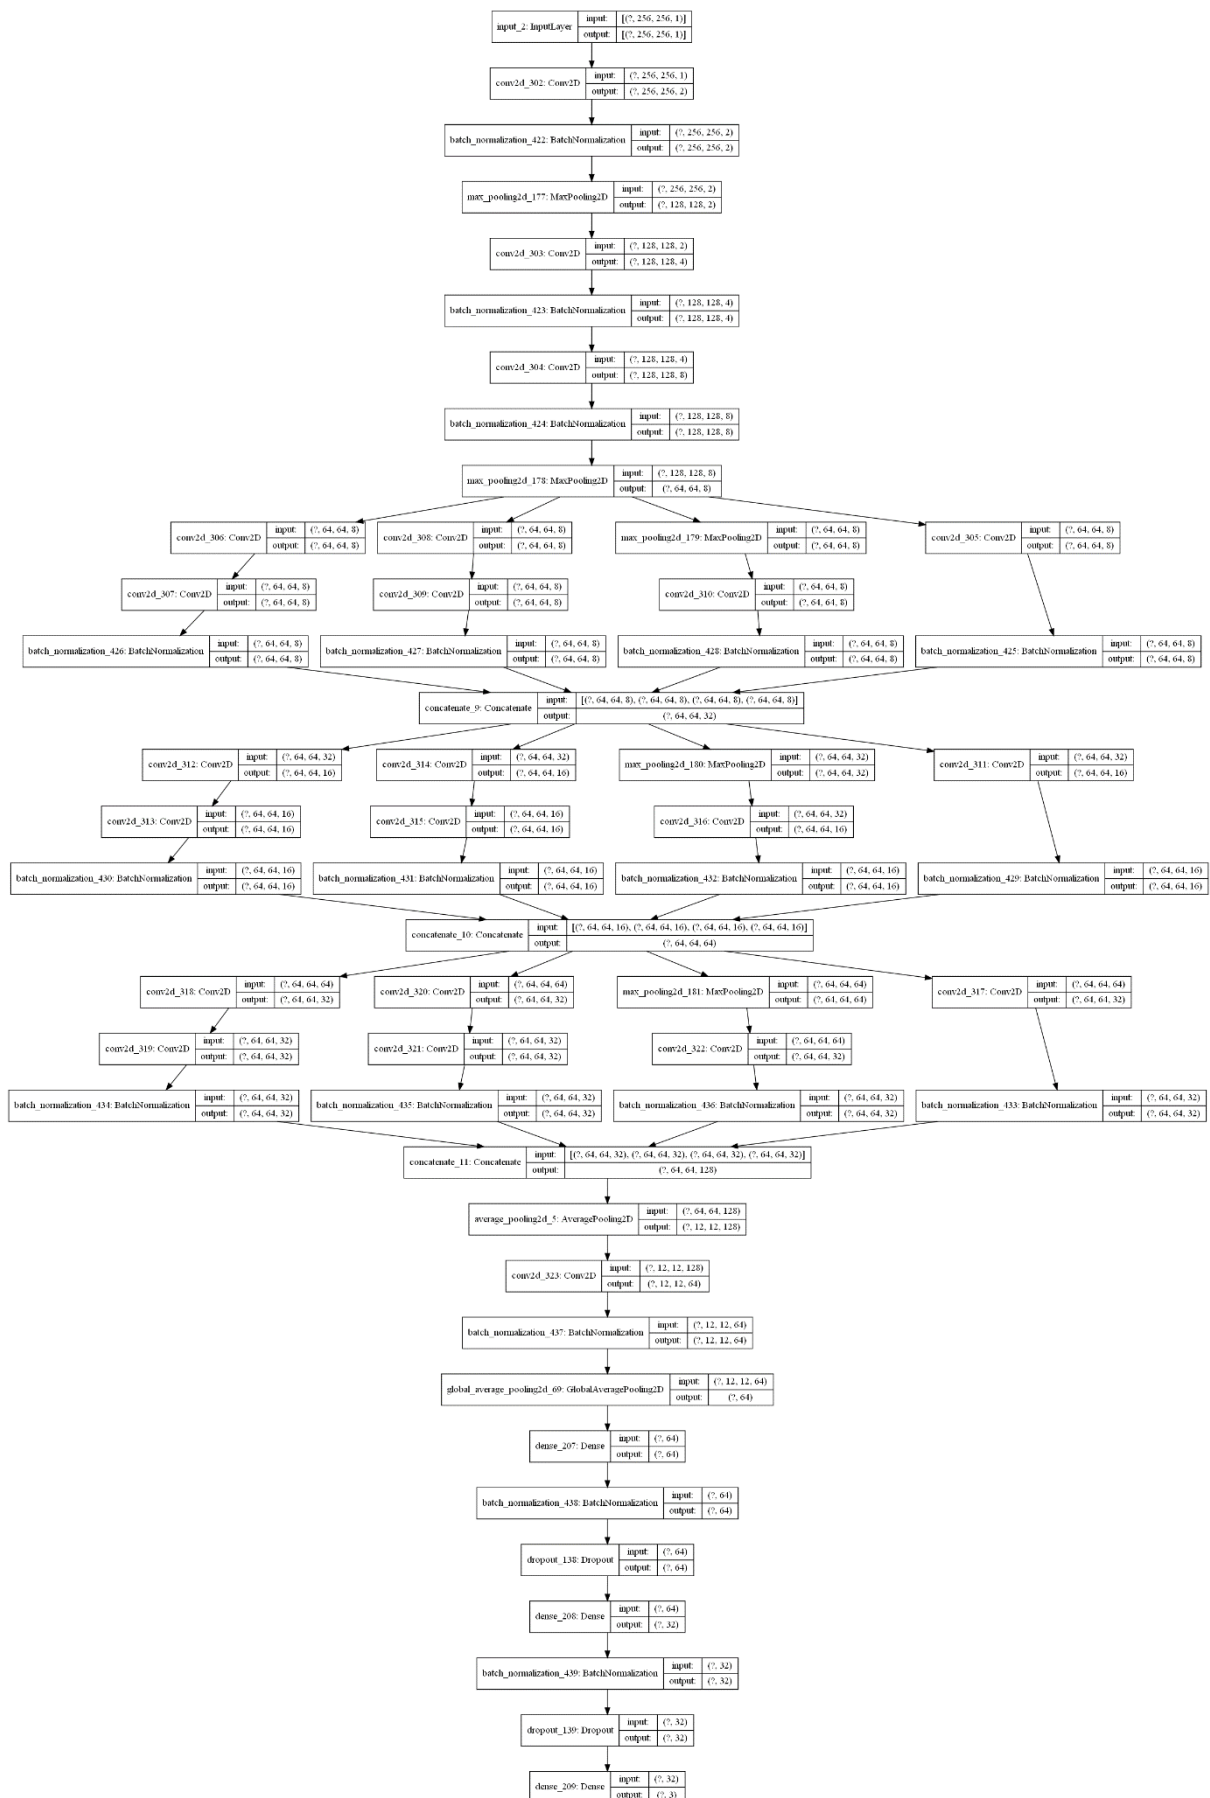 input_2: InputLayer input: [(?, 256, 256, 1)]
output: [(?, 256, 256, 1)]
conv2d_302: Conv2D input: (?, 256, 256, 1)
output: (?, 256, 256, 2)
batch_normalization_422: BatchNormalization input: (?, 256, 256, 2)
output: (?, 256, 256, 2)
max_pooling2d_177: MaxPooling2D input: (?, 256, 256, 2)
output: (?, 128, 128, 2)
conv2d_303: Conv2D input: (?, 128, 128, 2)
output: (?, 128, 128, 4)
batch_normalization_423: BatchNormalization input: (?, 128, 128, 4)
output: (?, 128, 128, 4)
conv2d_304: Conv2D input: (?, 128, 128, 4)
output: (?, 128, 128, 8)
batch_normalization_424: BatchNormalization input: (?, 128, 128, 8)
output: (?, 128, 128, 8)
max_pooling2d_178: MaxPooling2D input: (?, 128, 128, 8)
output: (?, 64, 64, 8)
conv2d_306: Conv2D input: (?, 64, 64, 8)
output: (?, 64, 64, 8)
conv2d_308: Conv2D input: (?, 64, 64, 8)
output: (?, 64, 64, 8)
max_pooling2d_179: MaxPooling2D input: (?, 64, 64, 8)
output: (?, 64, 64, 8)
conv2d_305: Conv2D input: (?, 64, 64, 8)
output: (?, 64, 64, 8)
conv2d_307: Conv2D input: (?, 64, 64, 8)
output: (?, 64, 64, 8)
conv2d_309: Conv2D input: (?, 64, 64, 8)
output: (?, 64, 64, 8)
conv2d_310: Conv2D input: (?, 64, 64, 8)
output: (?, 64, 64, 8)
batch_normalization_426: BatchNormalization input: (?, 64, 64, 8)
output: (?, 64, 64, 8)
batch_normalization_427: BatchNormalization input: (?, 64, 64, 8)
output: (?, 64, 64, 8)
batch_normalization_428: BatchNormalization input: (?, 64, 64, 8)
output: (?, 64, 64, 8)
batch_normalization_425: BatchNormalization input: (?, 64, 64, 8)
output: (?, 64, 64, 8)
concatenate_9: Concatenate input: [(?, 64, 64, 8), (?, 64, 64, 8), (?, 64, 64, 8), (?, 64, 64, 8)]
output: (?, 64, 64, 32)
conv2d_312: Conv2D input: (?, 64, 64, 32)
output: (?, 64, 64, 16)
conv2d_314: Conv2D input: (?, 64, 64, 32)
output: (?, 64, 64, 16)
max_pooling2d_180: MaxPooling2D input: (?, 64, 64, 32)
output: (?, 64, 64, 32)
conv2d_311: Conv2D input: (?, 64, 64, 32)
output: (?, 64, 64, 16)
conv2d_313: Conv2D input: (?, 64, 64, 16)
output: (?, 64, 64, 16)
conv2d_315: Conv2D input: (?, 64, 64, 16)
output: (?, 64, 64, 16)
conv2d_316: Conv2D input: (?, 64, 64, 32)
output: (?, 64, 64, 16)
batch_normalization_430: BatchNormalization input: (?, 64, 64, 16)
output: (?, 64, 64, 16)
batch_normalization_431: BatchNormalization input: (?, 64, 64, 16)
output: (?, 64, 64, 16)
batch_normalization_432: BatchNormalization input: (?, 64, 64, 16)
output: (?, 64, 64, 16)
batch_normalization_429: BatchNormalization input: (?, 64, 64, 16)
output: (?, 64, 64, 16)
concatenate_10: Concatenate input: [(?, 64, 64, 16), (?, 64, 64, 16), (?, 64, 64, 16), (?, 64, 64, 16)]
output: (?, 64, 64, 64)
conv2d_318: Conv2D input: (?, 64, 64, 64)
output: (?, 64, 64, 32)
conv2d_320: Conv2D input: (?, 64, 64, 64)
output: (?, 64, 64, 32)
max_pooling2d_181: MaxPooling2D input: (?, 64, 64, 64)
output: (?, 64, 64, 64)
conv2d_317: Conv2D input: (?, 64, 64, 64)
output: (?, 64, 64, 32)
conv2d_319: Conv2D input: (?, 64, 64, 32)
output: (?, 64, 64, 32)
conv2d_321: Conv2D input: (?, 64, 64, 32)
output: (?, 64, 64, 32)
conv2d_322: Conv2D input: (?, 64, 64, 64)
output: (?, 64, 64, 32)
batch_normalization_434: BatchNormalization input: (?, 64, 64, 32)
output: (?, 64, 64, 32)
batch_normalization_435: BatchNormalization input: (?, 64, 64, 32)
output: (?, 64, 64, 32)
batch_normalization_436: BatchNormalization input: (?, 64, 64, 32)
output: (?, 64, 64, 32)
batch_normalization_433: BatchNormalization input: (?, 64, 64, 32)
output: (?, 64, 64, 32)
concatenate_11: Concatenate input: [(?, 64, 64, 32), (?, 64, 64, 32), (?, 64, 64, 32), (?, 64, 64, 32)]
output: (?, 64, 64, 128)
average_pooling2d_5: AveragePooling2D input: (?, 64, 64, 128)
output: (?, 12, 12, 128)
conv2d_323: Conv2D input: (?, 12, 12, 128)
output: (?, 12, 12, 64)
batch_normalization_437: BatchNormalization input: (?, 12, 12, 64)
output: (?, 12, 12, 64)
global_average_pooling2d_69: GlobalAveragePooling2D input: (?, 12, 12, 64)
output: (?, 64)
dense_207: Dense input: (?, 64)
output: (?, 64)
batch_normalization_438: BatchNormalization input: (?, 64)
output: (?, 64)
dropout_138: Dropout input: (?, 64)
output: (?, 64)
dense_208: Dense input: (?, 64)
output: (?, 32)
batch_normalization_439: BatchNormalization input: (?, 32)
output: (?, 32)
dropout_139: Dropout input: (?, 32)
output: (?, 32)
dense_209: Dense input: (?, 32)
output: (?, 3)